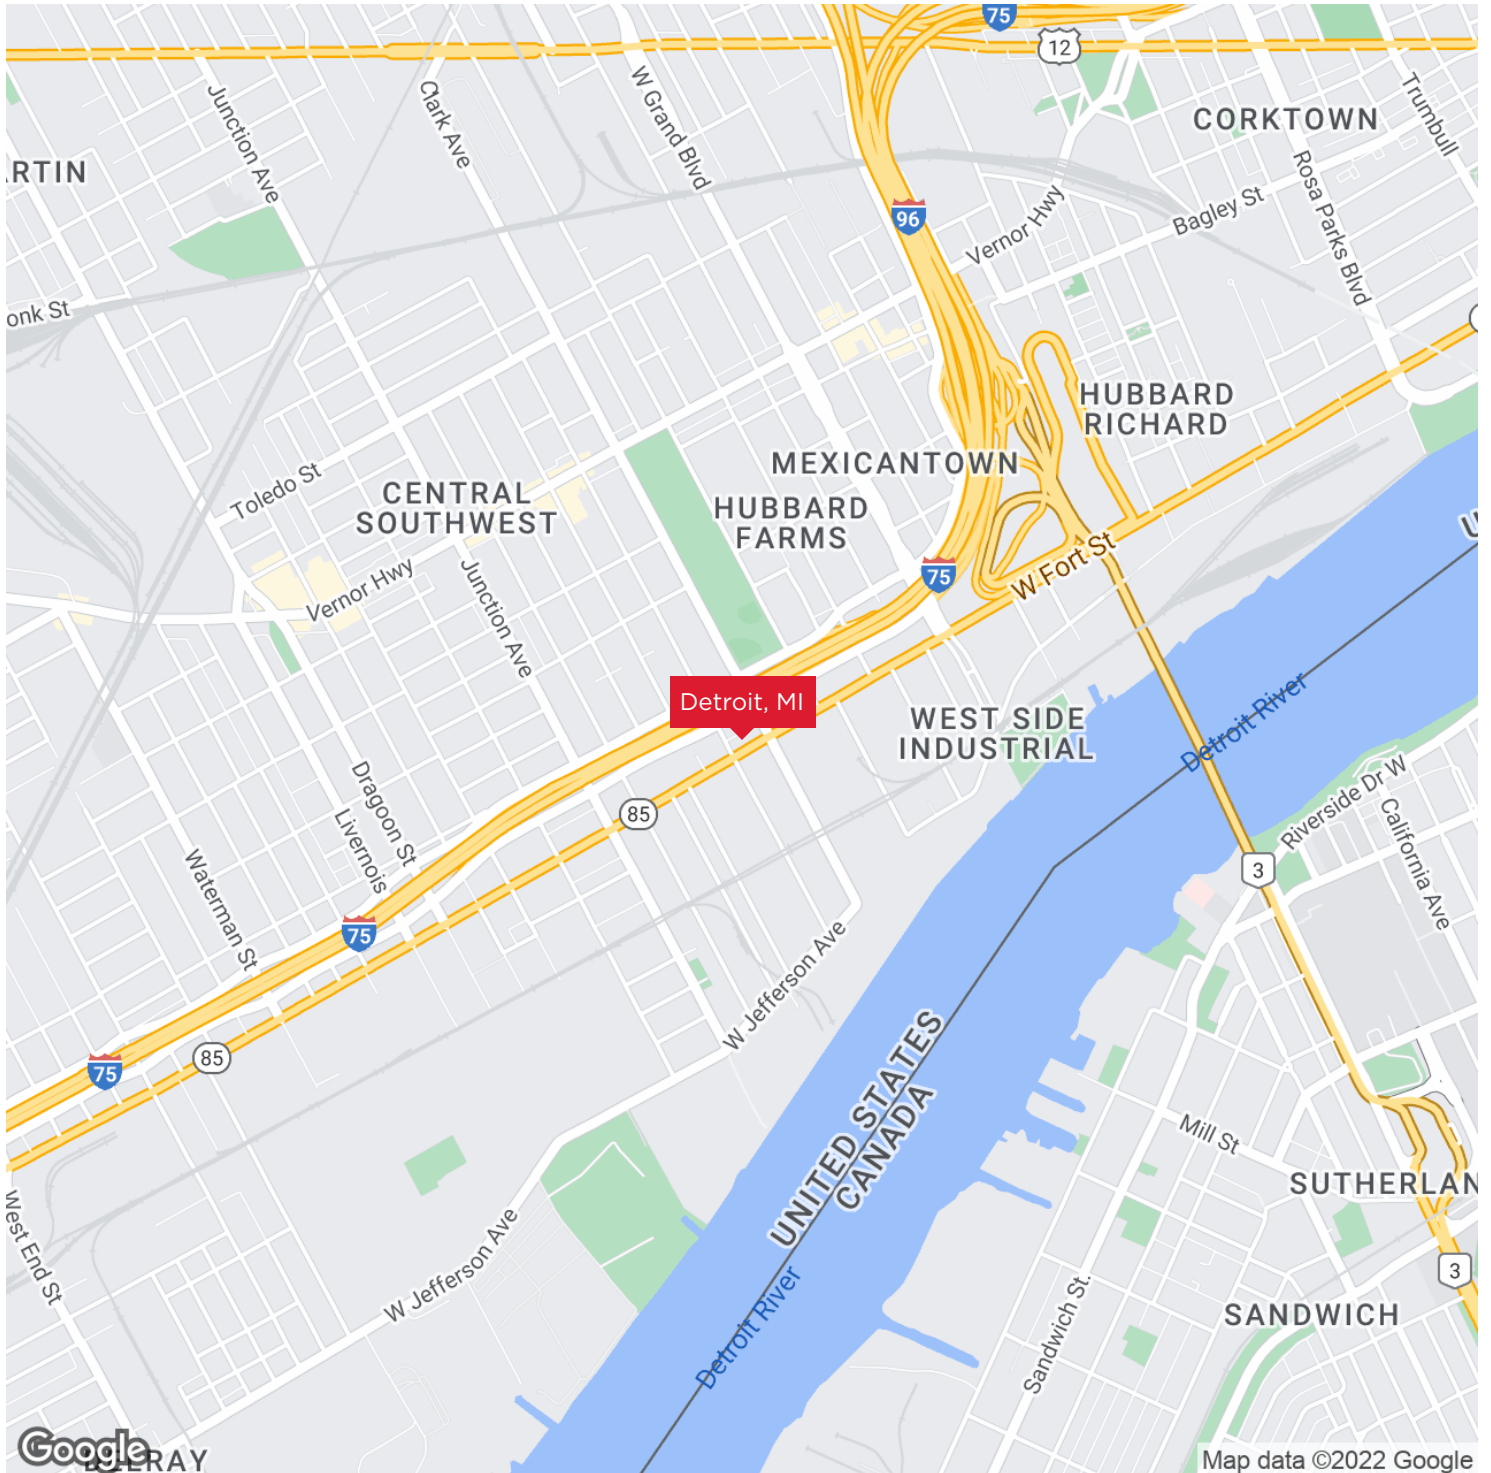 75
12
CORKTOWN
Trumbull
Junction Ave
Clark Ave
W Grand Blvd
RTIN
96
Vernor Hwy
Bagley St
Rosa Parks Blvd
onk St
HUBBARD
RICHARD
MEXICANTOWN
Toledo St
CENTRAL
SOUTHWEST
HUBBARD
FARMS
75
W Fort St
Vernor Hwy
Junction Ave
Detroit, MI
WEST SIDE
INDUSTRIAL
Detroit River
Dragoon St
Livernois
85
Riverside Dr W
California Ave
3
Waterman St
75
W Jefferson Ave
85
75
UNITED STATES
CANADA
Mill St
SUTHERLAN
West End St
W Jefferson Ave
3
Detroit River
Sandwich St.
SANDWICH
Google
Map data ©2022 Google